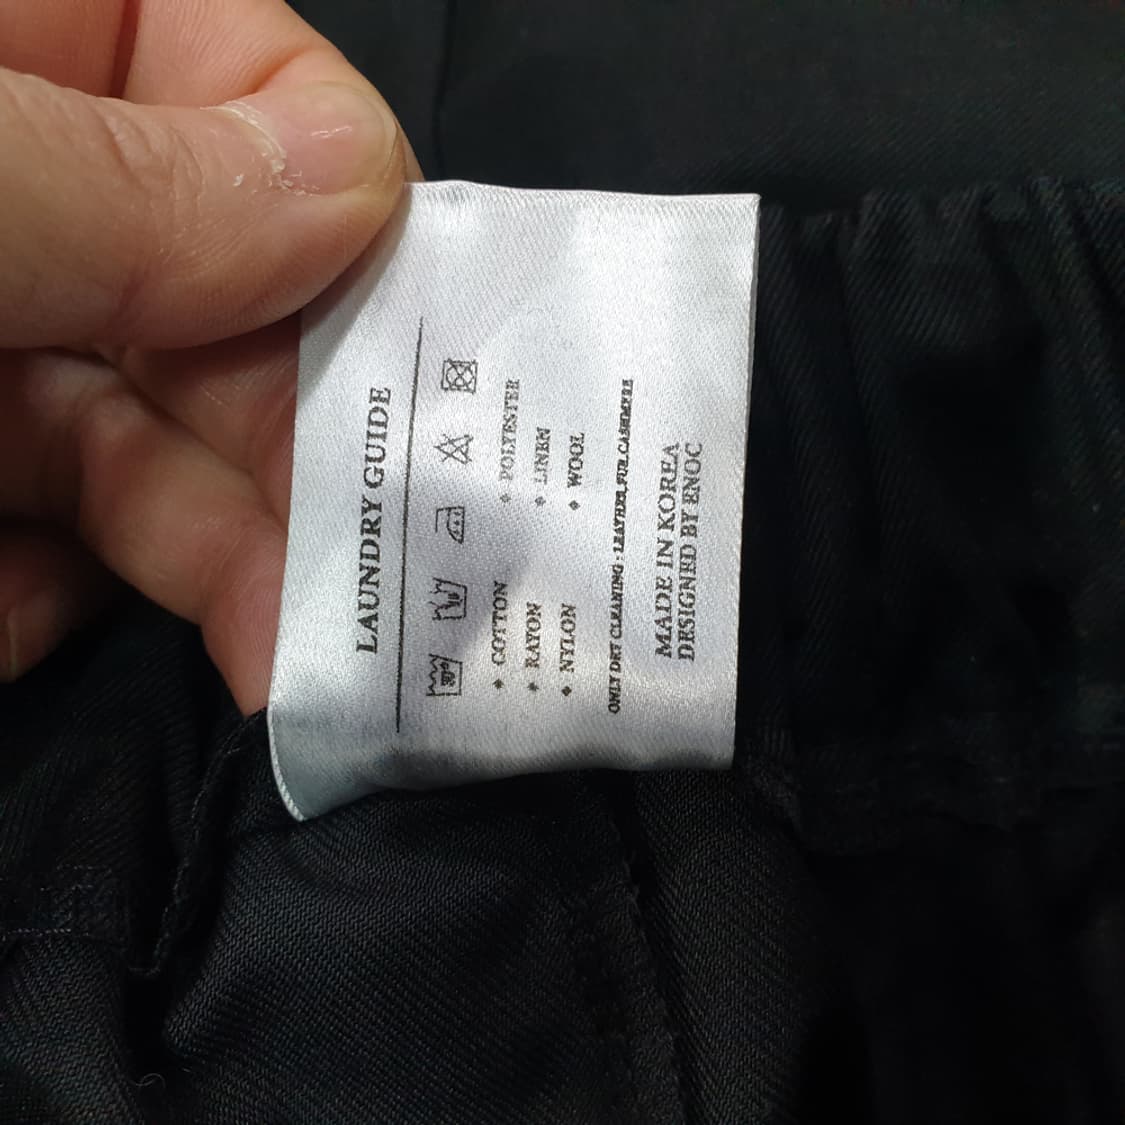 LAUNDRY GUIDE
30
◆ COTTON ◆ POLYESTER
◆ RAYON ◆ LINEN
◆ NYLON ◆ WOOL
ONLY DRY CLEANING : LEATHER,FUR,CASHMERE
MADE IN KOREA
DESIGNED BY ENOC